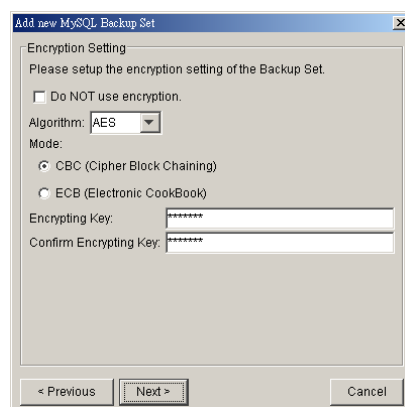 Add new MySQL Backup Set
Encryption Setting
Please setup the encryption setting of the Backup Set.
Do NOT use encryption.
Algorithm: AES
Mode:
CBC (Cipher Block Chaining)
ECB (Electronic CookBook)
Encrypting Key: *******
Confirm Encrypting Key: *******
< Previous Next > Cancel